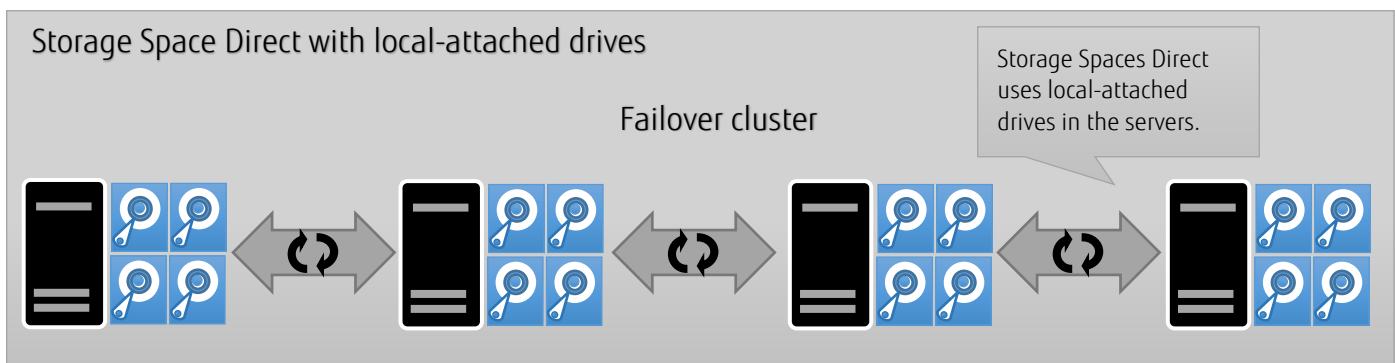 Storage Space Direct with local-attached drives
Storage Spaces Direct
uses local-attached
drives in the servers.
Failover cluster